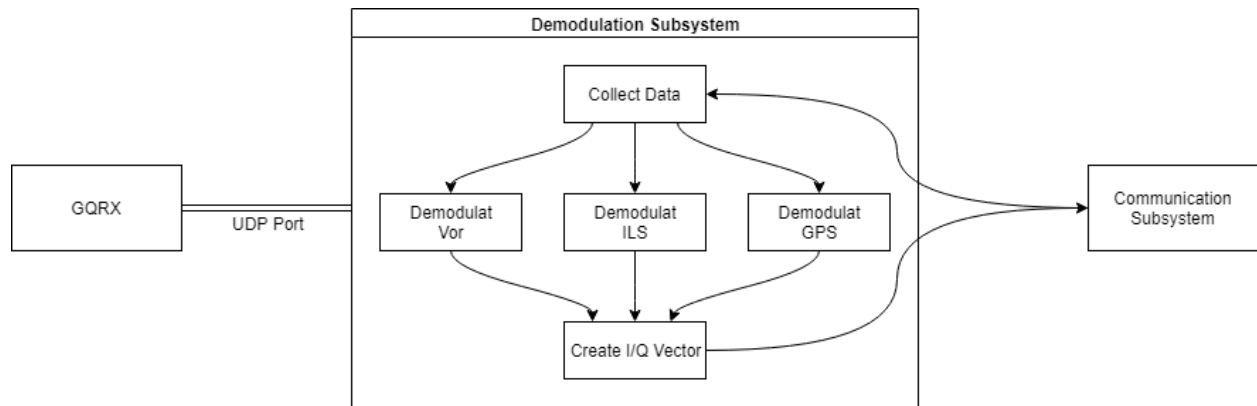 Demodulation Subsystem
Collect Data
GQRX
UDP Port
Demodulat
Vor
Demodulat
ILS
Demodulat
GPS
Communication
Subsystem
Create I/Q Vector